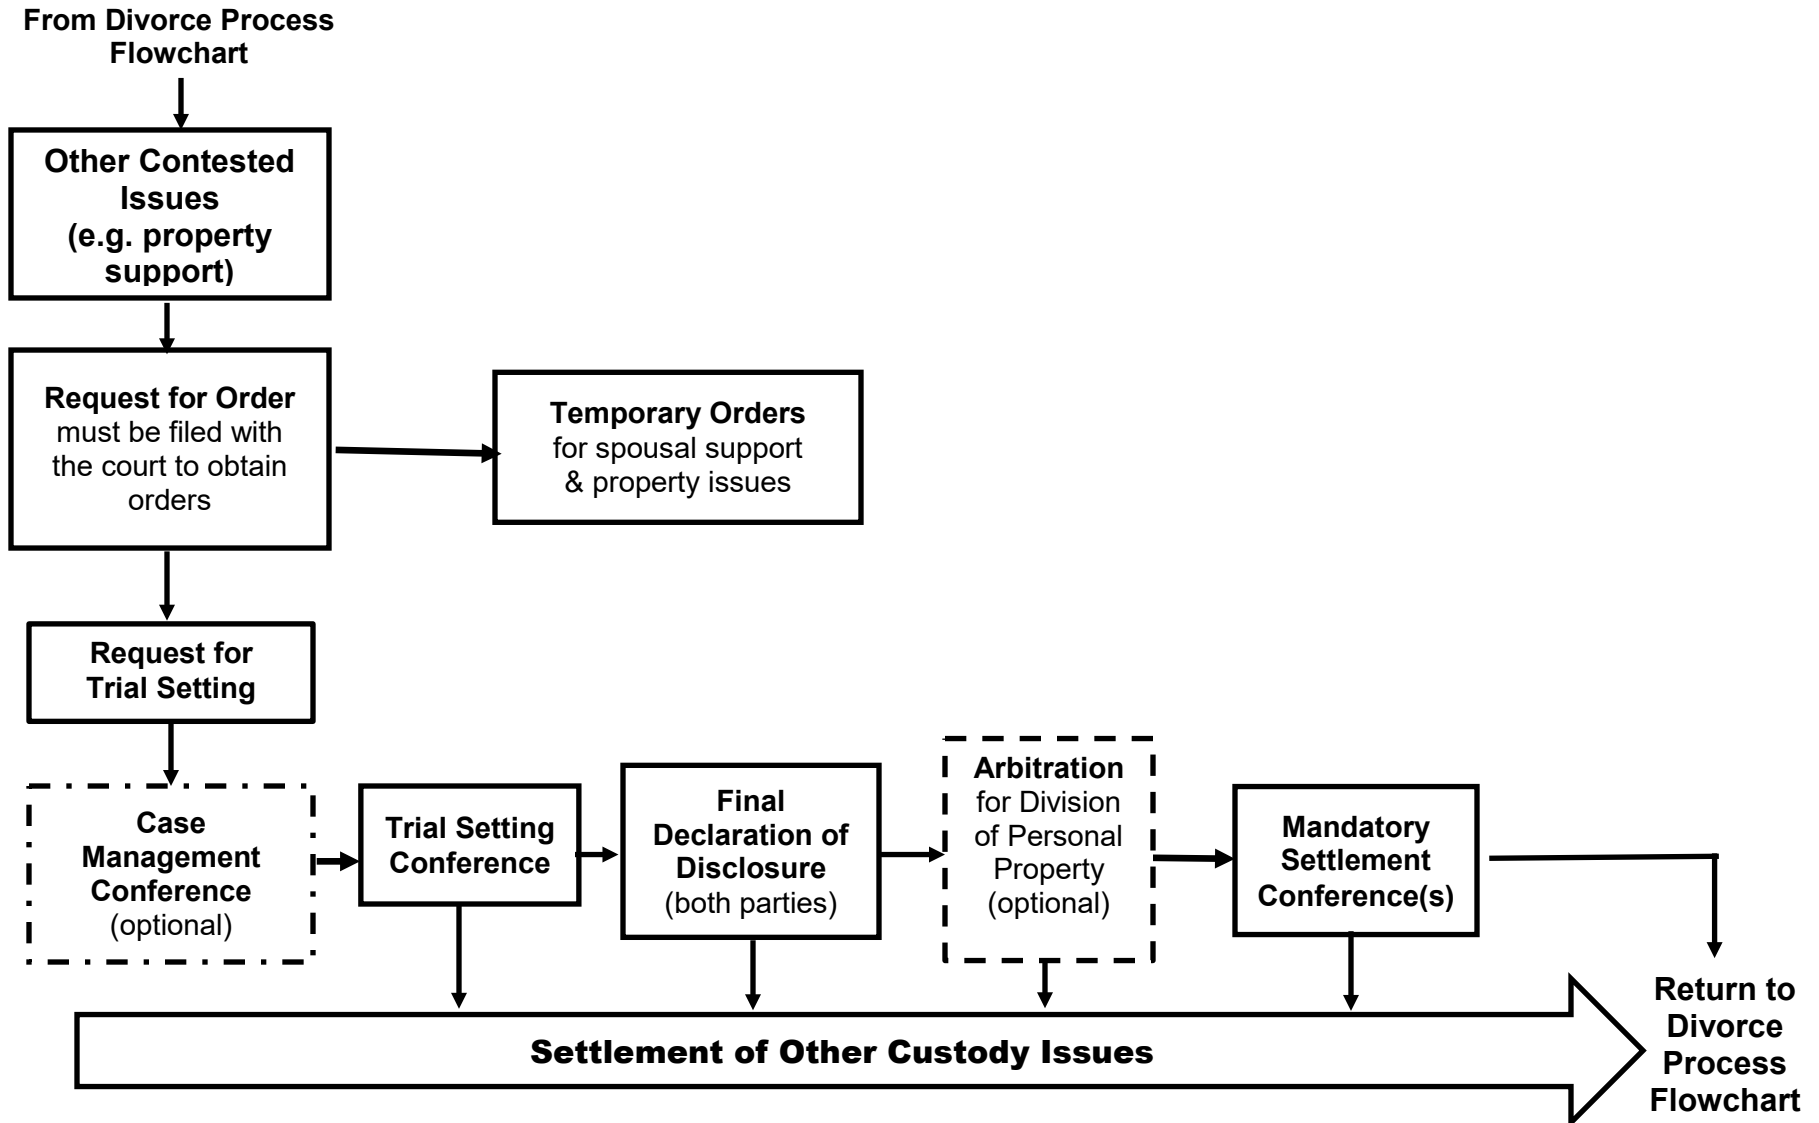 From Divorce Process
Flowchart
Other Contested
Issues
(e.g. property
support)
Request for Order
must be filed with
the court to obtain
orders
Temporary Orders
for spousal support
& property issues
Request for
Trial Setting
Case
Management
Conference
(optional)
Trial Setting
Conference
Final
Declaration of
Disclosure
(both parties)
Arbitration
for Division
of Personal
Property
(optional)
Mandatory
Settlement
Conference(s)
Settlement of Other Custody Issues
Return to
Divorce
Process
Flowchart